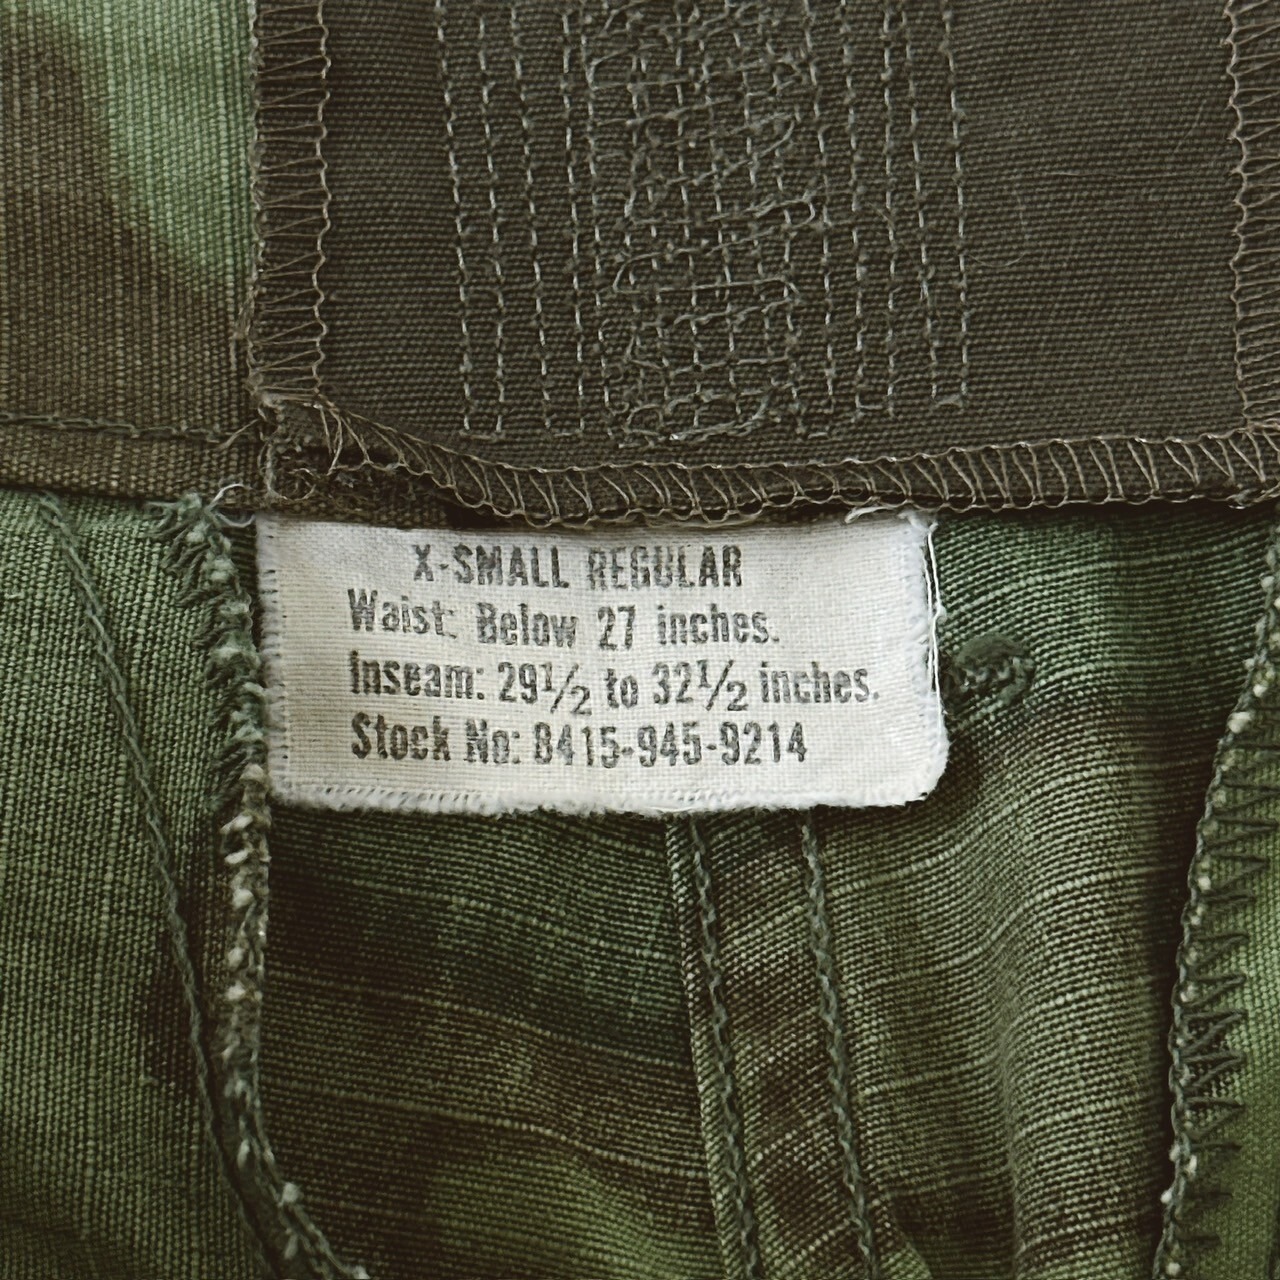 X-SMALL REGULAR
Waist: Below 27 inches.
Inseam: 29½ to 32½ inches.
Stock No: 8415-945-9214